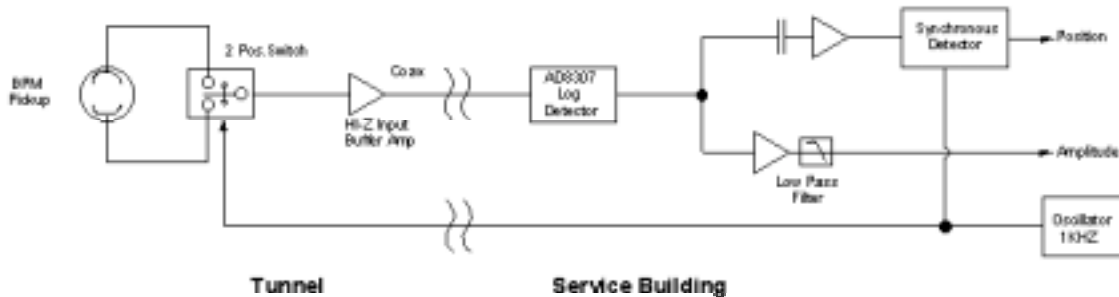 BPM
Pickup
2 Pos. Switch
Hi-Z Input
Buffer Amp
Coax
AD8307
Log
Detector
Synchronous
Detector
Position
Low Pass
Filter
Amplitude
Oscillator
1KHZ
Tunnel
Service Building